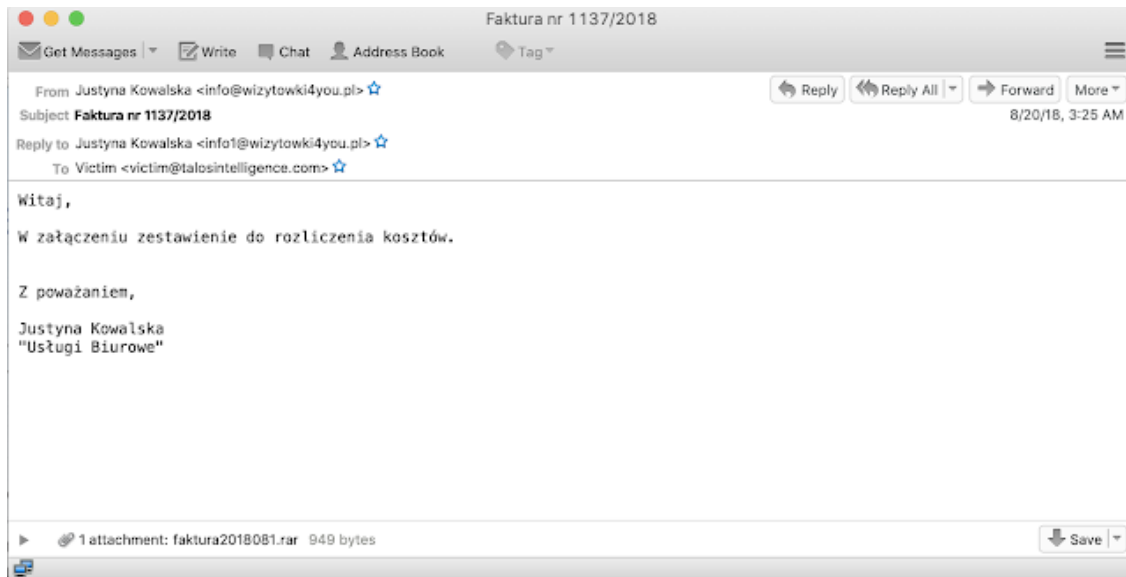 Faktura nr 1137/2018
Get Messages Write Chat Address Book Tag
From Justyna Kowalska <info@wizytowki4you.pl> Reply Reply All Forward More
Subject Faktura nr 1137/2018 8/20/18, 3:25 AM
Reply to Justyna Kowalska <info1@wizytowki4you.pl>
To Victim <victim@talosintelligence.com>
Witaj,
W załączeniu zestawienie do rozliczenia kosztów.
Z poważaniem,
Justyna Kowalska
"Usługi Biurowe"
1 attachment: faktura2018081.rar 949 bytes Save